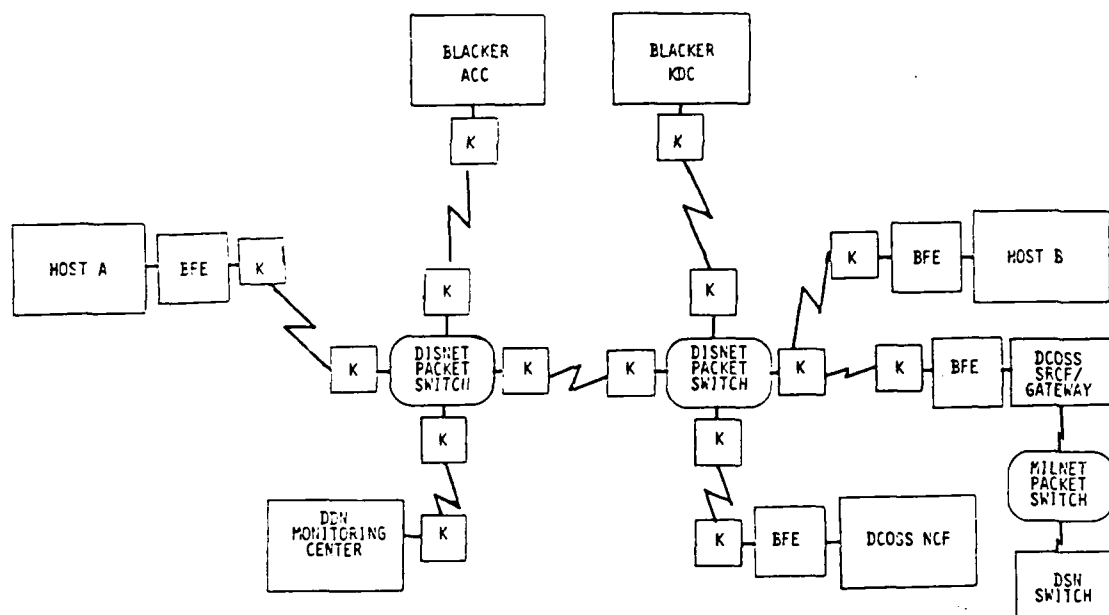 BLACKER
ACC
BLACKER
KDC
K
K
HOST A
BFE
K
K
BFE
HOST B
K
K
K
DISNET
PACKET
SWITCH
K
K
DISNET
PACKET
SWITCH
K
K
BFE
DCOSS
SRCF/
GATEWAY
K
K
MILNET
PACKET
SWITCH
DDN
MONITORING
CENTER
K
K
BFE
DCOSS NCF
DSN
SWITCH